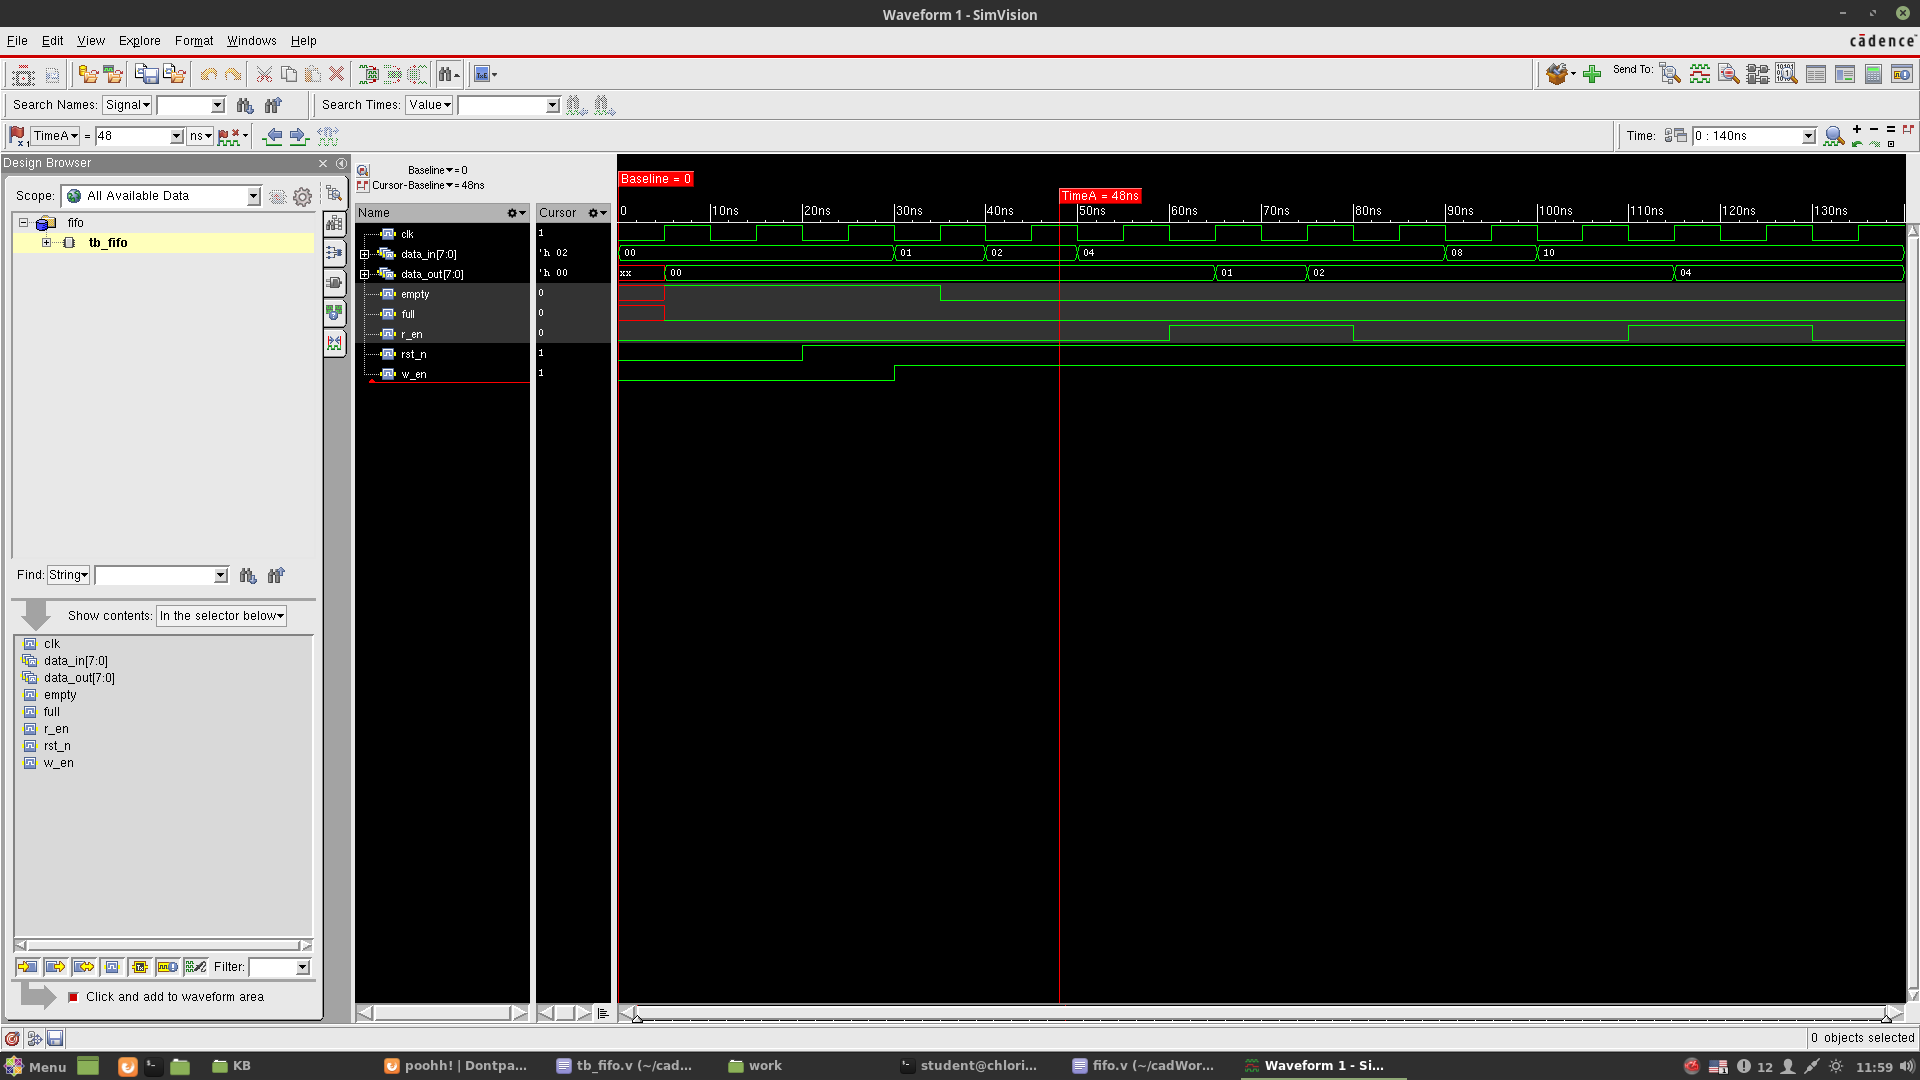 Waveform 1 - SimVision
File Edit View Explore Format Windows Help
cādence
Send To:
Search Names: Signal Search Times: Value
TimeA = 48 ns Time: 0 : 140ns
Design Browser
Scope: All Available Data
fifo
tb_fifo
Find: String
Show contents: In the selector below
clk
data_in[7:0]
data_out[7:0]
empty
full
r_en
rst_n
w_en
Filter:
Click and add to waveform area
Baseline = 0
Cursor-Baseline = 48ns
Name Cursor
clk 1
data_in[7:0] 'h 02
data_out[7:0] 'h 00
empty 0
full 0
r_en 0
rst_n 1
w_en 1
Baseline = 0
TimeA = 48ns
0 10ns 20ns 30ns 40ns 50ns 60ns 70ns 80ns 90ns 100ns 110ns 120ns 130ns
00 01 02 04 08 10
xx 00 01 02 04
0 objects selected
Menu KB poohh! | Dontpa... tb_fifo.v (~/cad... work student@chlori... fifo.v (~/cadWor... Waveform 1 - Si... 12 11:59